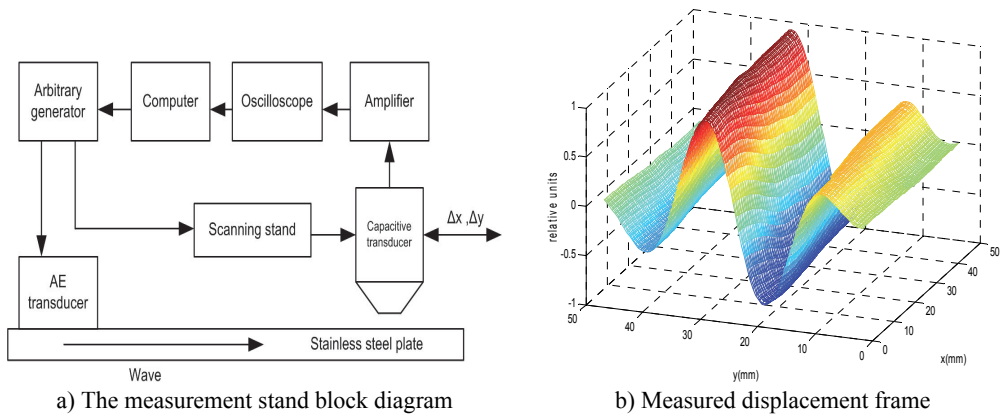 Arbitrary
generator
Computer
Oscilloscope
Amplifier
Scanning stand
Capacitive
transducer
Δx ,Δy
AE
transducer
Stainless steel plate
Wave
a) The measurement stand block diagram
relative units
1
0.5
0
-0.5
-1
50
40
30
20
10
0
y(mm)
0
10
20
30
40
50
x(mm)
b) Measured displacement frame